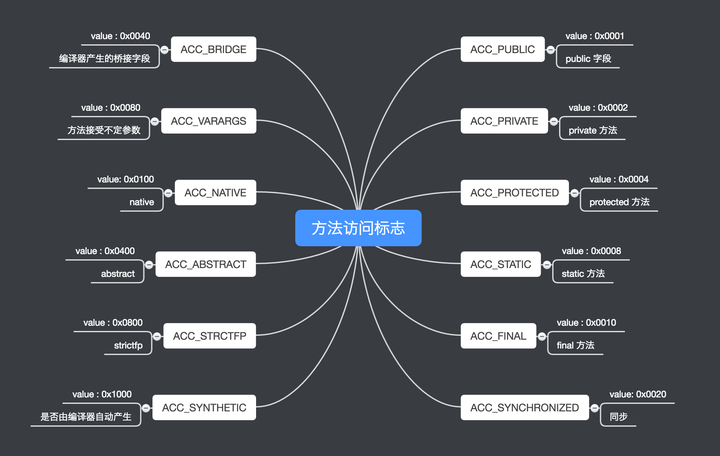 方法访问标志
ACC_BRIDGE
value : 0x0040
编译器产生的桥接字段
ACC_VARARGS
value : 0x0080
方法接受不定参数
ACC_NATIVE
value: 0x0100
native
ACC_ABSTRACT
value : 0x0400
abstract
ACC_STRCTFP
value : 0x0800
strictfp
ACC_SYNTHETIC
value : 0x1000
是否由编译器自动产生
ACC_PUBLIC
value : 0x0001
public 字段
ACC_PRIVATE
value : 0x0002
private 方法
ACC_PROTECTED
value : 0x0004
protected 方法
ACC_STATIC
value : 0x0008
static 方法
ACC_FINAL
value : 0x0010
final 方法
ACC_SYNCHRONIZED
value: 0x0020
同步